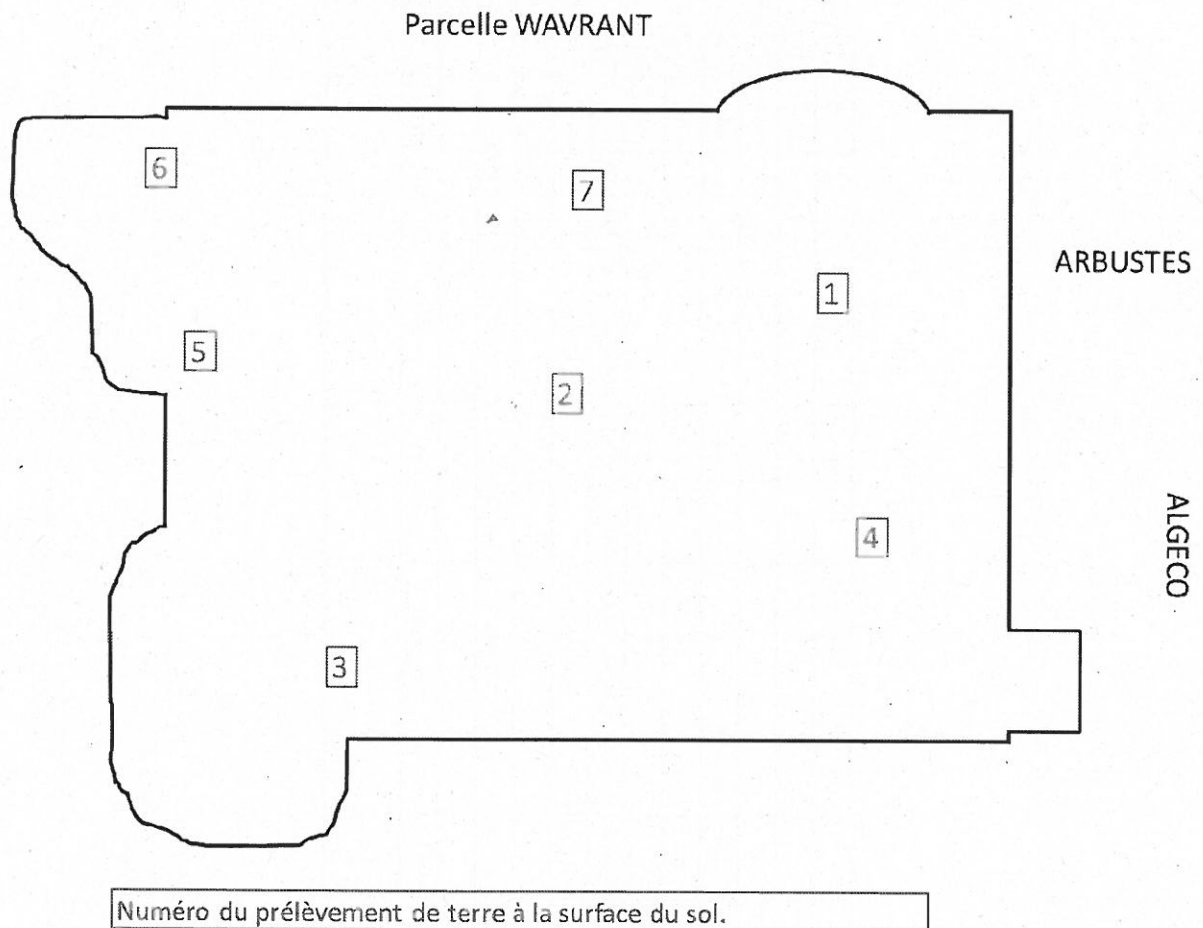 Parcelle WAVRANT
6
7
ARBUSTES
1
5
2
ALGECO
4
3
Numéro du prélèvement de terre à la surface du sol.